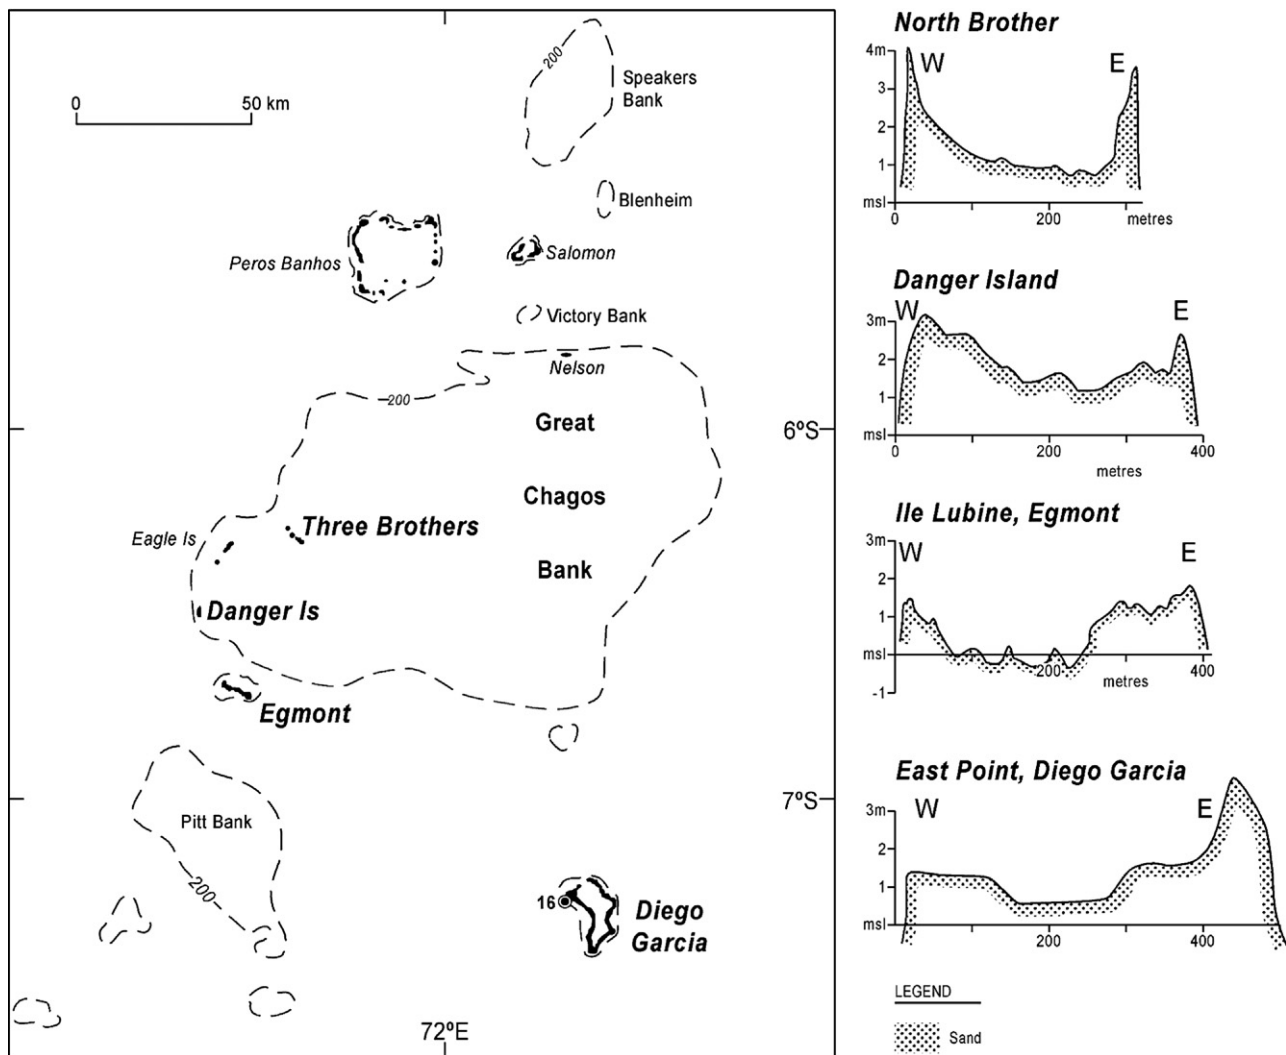 0 50 km
200
Speakers
Bank
Blenheim
Peros Banhos
Salomon
Victory Bank
Nelson
200
Great
6ºS
Chagos
Three Brothers
Eagle Is
Bank
Danger Is
Egmont
7ºS
Pitt Bank
200
16
Diego
Garcia
72ºE
North Brother
4m
W E
3
2
1
msl
0 200 metres
Danger Island
W E
3m
2
1
msl
0 200 400
metres
Ile Lubine, Egmont
3m
W E
2
1
msl
200 400
metres
-1
East Point, Diego Garcia
3m
W E
2
1
msl
200 400
LEGEND
Sand